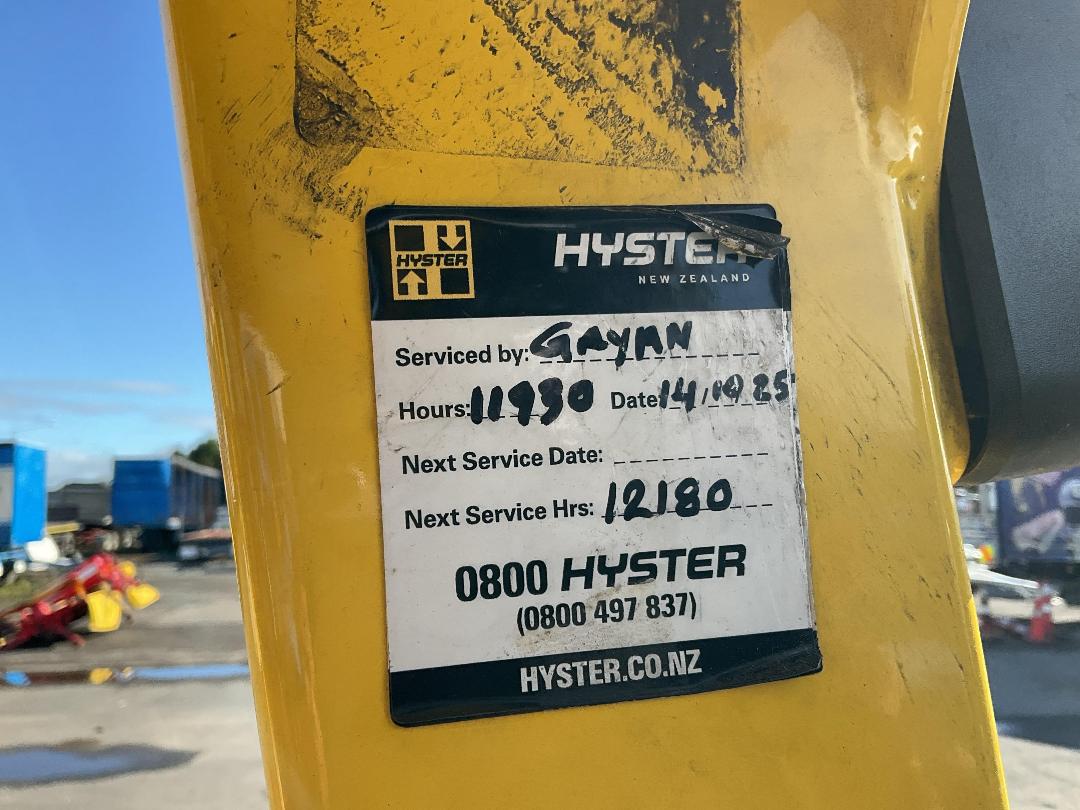 HYSTER
HYSTER
NEW ZEALAND
Serviced by: GAYAN
Hours: 11930 Date: 14/10 25
Next Service Date:
Next Service Hrs: 12180
0800 HYSTER
(0800 497 837)
HYSTER.CO.NZ